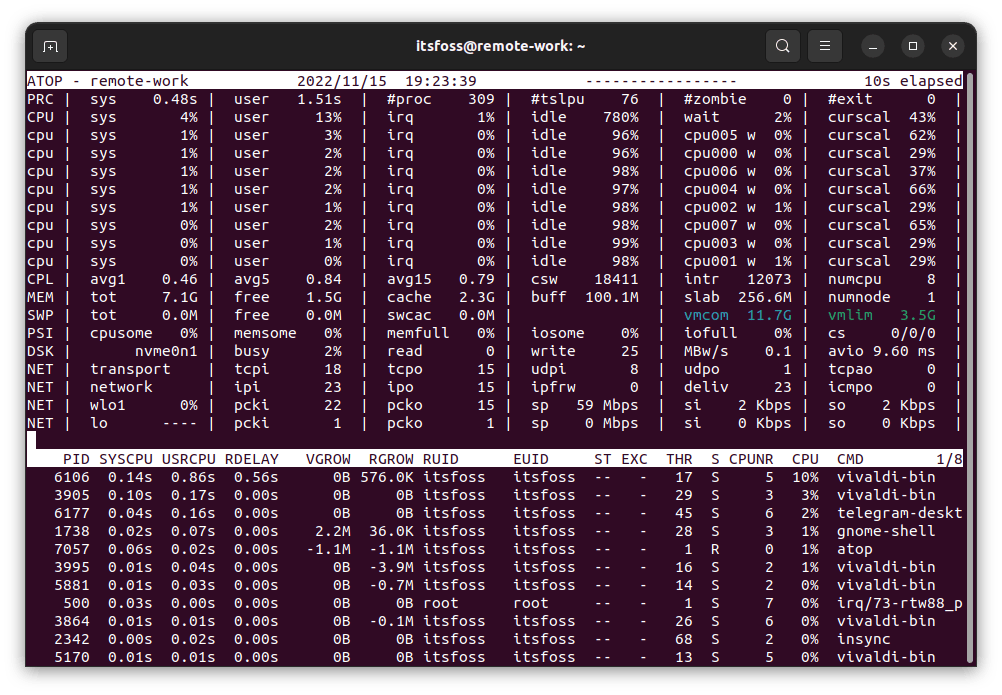 itsfoss@remote-work: ~
ATOP - remote-work 2022/11/15 19:23:39 ----------------- 10s elapsed
PRC | sys 0.48s | user 1.51s | #proc 309 | #tslpu 76 | #zombie 0 | #exit 0 |
CPU | sys 4% | user 13% | irq 1% | idle 780% | wait 2% | curscal 43% |
cpu | sys 1% | user 3% | irq 0% | idle 96% | cpu005 w 0% | curscal 62% |
cpu | sys 1% | user 2% | irq 0% | idle 96% | cpu000 w 0% | curscal 29% |
cpu | sys 1% | user 2% | irq 0% | idle 98% | cpu006 w 0% | curscal 37% |
cpu | sys 1% | user 2% | irq 0% | idle 97% | cpu004 w 0% | curscal 66% |
cpu | sys 1% | user 1% | irq 0% | idle 98% | cpu002 w 1% | curscal 29% |
cpu | sys 0% | user 2% | irq 0% | idle 98% | cpu007 w 0% | curscal 65% |
cpu | sys 0% | user 1% | irq 0% | idle 99% | cpu003 w 0% | curscal 29% |
cpu | sys 0% | user 0% | irq 0% | idle 98% | cpu001 w 1% | curscal 29% |
CPL | avg1 0.46 | avg5 0.84 | avg15 0.79 | csw 18411 | intr 12073 | numcpu 8 |
MEM | tot 7.1G | free 1.5G | cache 2.3G | buff 100.1M | slab 256.6M | numnode 1 |
SWP | tot 0.0M | free 0.0M | swcac 0.0M | | vmcom 11.7G | vmlim 3.5G |
PSI | cpusome 0% | memsome 0% | memfull 0% | iosome 0% | iofull 0% | cs 0/0/0 |
DSK | nvme0n1 | busy 2% | read 0 | write 25 | MBw/s 0.1 | avio 9.60 ms |
NET | transport | tcpi 18 | tcpo 15 | udpi 8 | udpo 1 | tcpao 0 |
NET | network | ipi 23 | ipo 15 | ipfrw 0 | deliv 23 | icmpo 0 |
NET | wlo1 0% | pcki 22 | pcko 15 | sp 59 Mbps | si 2 Kbps | so 2 Kbps |
NET | lo ---- | pcki 1 | pcko 1 | sp 0 Mbps | si 0 Kbps | so 0 Kbps |
PID SYSCPU USRCPU RDELAY VGROW RGROW RUID EUID ST EXC THR S CPUNR CPU CMD 1/8
6106 0.14s 0.86s 0.56s 0B 576.0K itsfoss itsfoss -- - 17 S 5 10% vivaldi-bin
3905 0.10s 0.17s 0.00s 0B 0B itsfoss itsfoss -- - 29 S 3 3% vivaldi-bin
6177 0.04s 0.16s 0.00s 0B 0B itsfoss itsfoss -- - 45 S 6 2% telegram-deskt
1738 0.02s 0.07s 0.00s 2.2M 36.0K itsfoss itsfoss -- - 28 S 3 1% gnome-shell
7057 0.06s 0.02s 0.00s -1.1M -1.1M itsfoss itsfoss -- - 1 R 0 1% atop
3995 0.01s 0.04s 0.00s 0B -3.9M itsfoss itsfoss -- - 16 S 2 1% vivaldi-bin
5881 0.01s 0.03s 0.00s 0B -0.7M itsfoss itsfoss -- - 14 S 2 0% vivaldi-bin
500 0.03s 0.00s 0.00s 0B 0B root root -- - 1 S 7 0% irq/73-rtw88_p
3864 0.01s 0.01s 0.00s 0B -0.1M itsfoss itsfoss -- - 26 S 6 0% vivaldi-bin
2342 0.00s 0.02s 0.00s 0B 0B itsfoss itsfoss -- - 68 S 2 0% insync
5170 0.01s 0.01s 0.00s 0B 0B itsfoss itsfoss -- - 13 S 5 0% vivaldi-bin